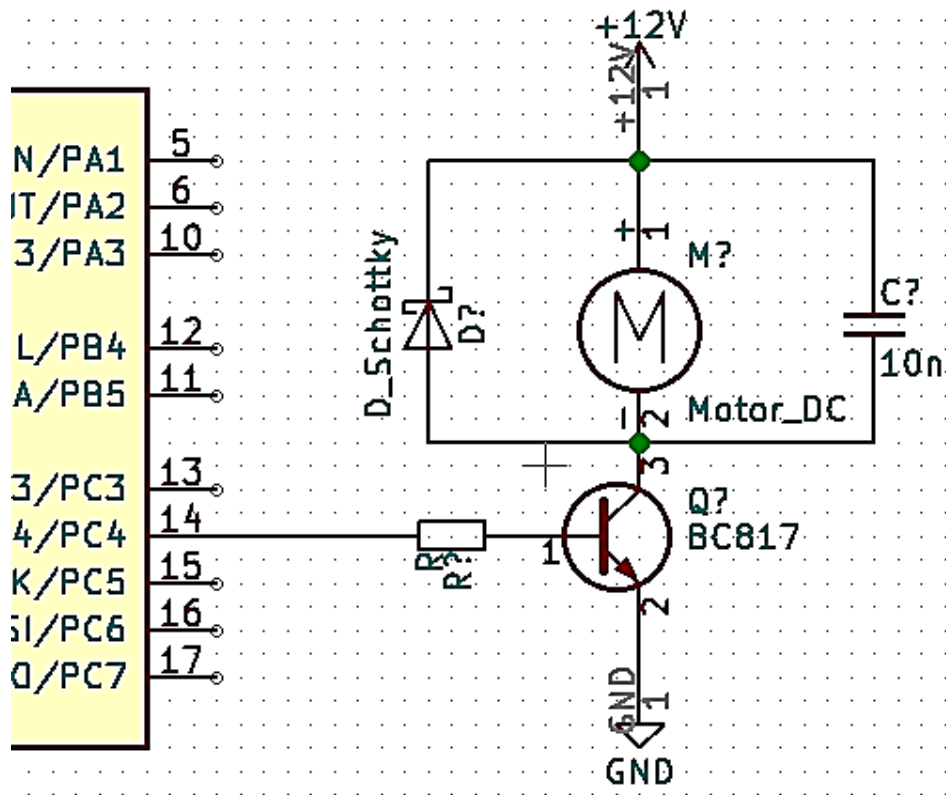 +12V
+12V
1
N/PA1
5
T/PA2
6
3/PA3
10
L/PB4
12
A/PB5
11
3/PC3
13
4/PC4
14
K/PC5
15
SI/PC6
16
/PC7
17
D_Schottky
D?
+
1
M?
M
Motor_DC
-
2
C?
10n
3
Q?
BC817
1
2
R
R?
GND
1
GND